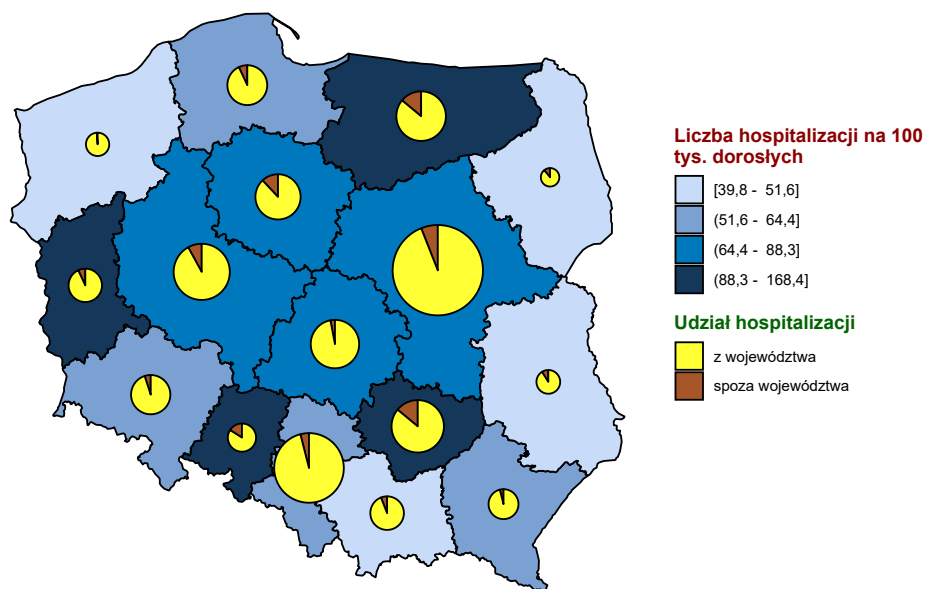 Liczba hospitalizacji na 100
tys. dorosłych
[39,8 - 51,6]
(51,6 - 64,4]
(64,4 - 88,3]
(88,3 - 168,4]
Udział hospitalizacji
z województwa
spoza województwa